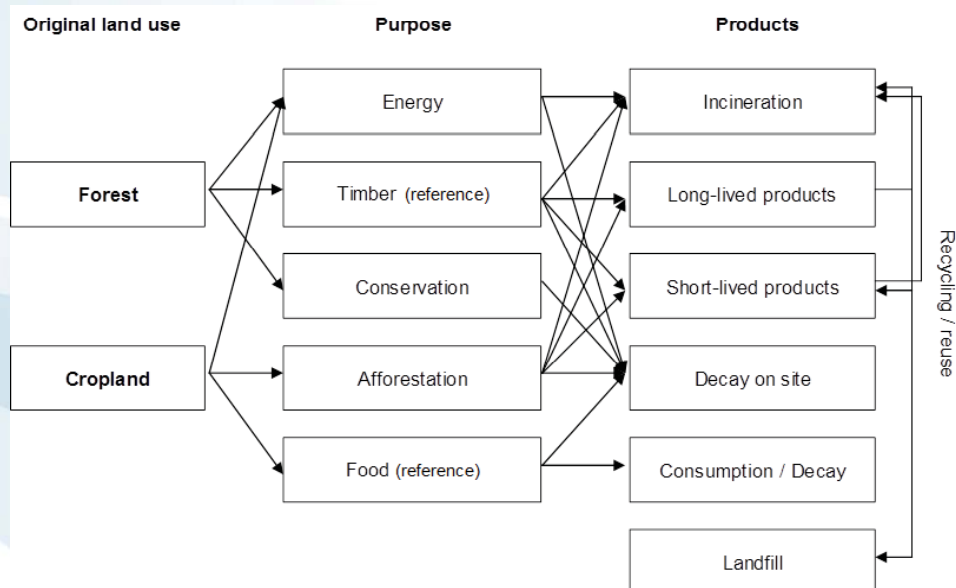 Original land use
Purpose
Products
Energy
Incineration
Forest
Timber (reference)
Long-lived products
Conservation
Short-lived products
Recycling / reuse
Cropland
Afforestation
Decay on site
Food (reference)
Consumption / Decay
Landfill